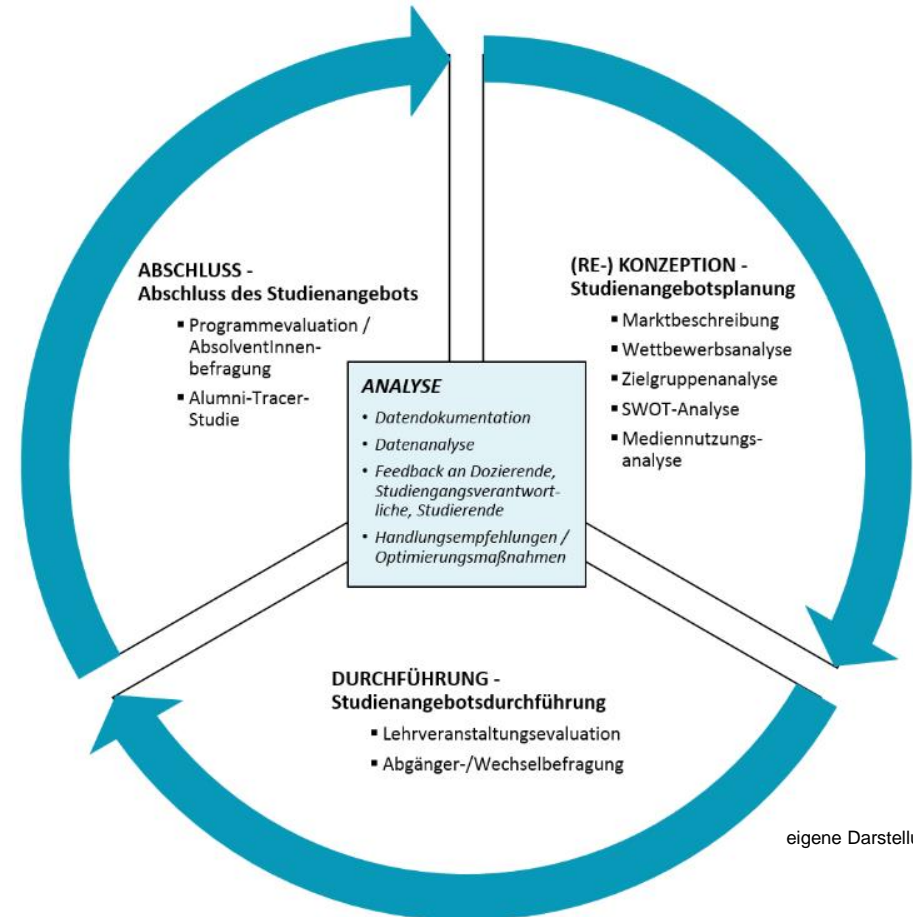 ABSCHLUSS -
Abschluss des Studienangebots
▪ Programmevaluation /
AbsolventInnen-
befragung
▪ Alumni-Tracer-
Studie
(RE-) KONZEPTION -
Studienangebotsplanung
▪ Marktbeschreibung
▪ Wettbewerbsanalyse
▪ Zielgruppenanalyse
▪ SWOT-Analyse
▪ Mediennutzungs-
analyse
ANALYSE
• Datendokumentation
• Datenanalyse
• Feedback an Dozierende,
Studiengangsverantwort-
liche, Studierende
• Handlungsempfehlungen /
Optimierungsmaßnahmen
DURCHFÜHRUNG -
Studienangebotsdurchführung
▪ Lehrveranstaltungsevaluation
▪ Abgänger-/Wechselbefragung
eigene